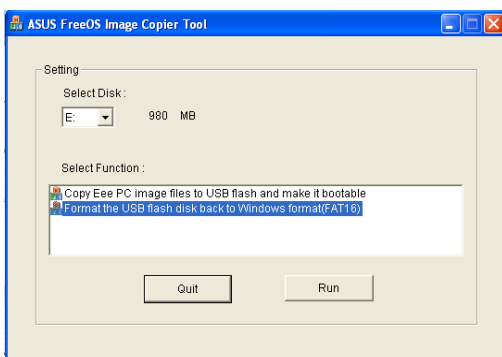 ASUS FreeOS Image Copier Tool
Setting
Select Disk :
E: 980 MB
Select Function :
Copy Eee PC image files to USB flash and make it bootable
Format the USB flash disk back to Windows format(FAT16)
Quit Run